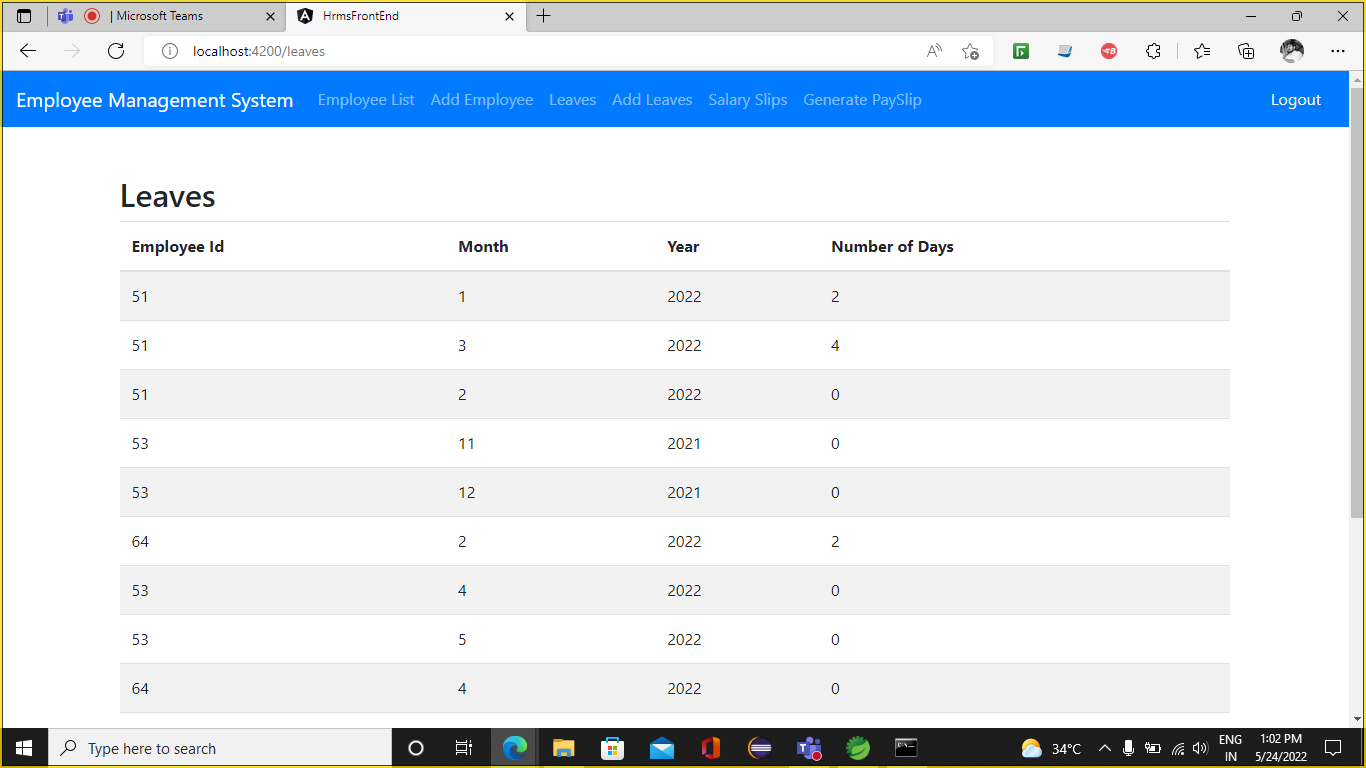 | Microsoft Teams
HrmsFrontEnd
localhost:4200/leaves
Employee Management System Employee List Add Employee Leaves Add Leaves Salary Slips Generate PaySlip Logout
Leaves
Employee Id Month Year Number of Days
51 1 2022 2
51 3 2022 4
51 2 2022 0
53 11 2021 0
53 12 2021 0
64 2 2022 2
53 4 2022 0
53 5 2022 0
64 4 2022 0
Type here to search
34°C
ENG
IN
1:02 PM
5/24/2022